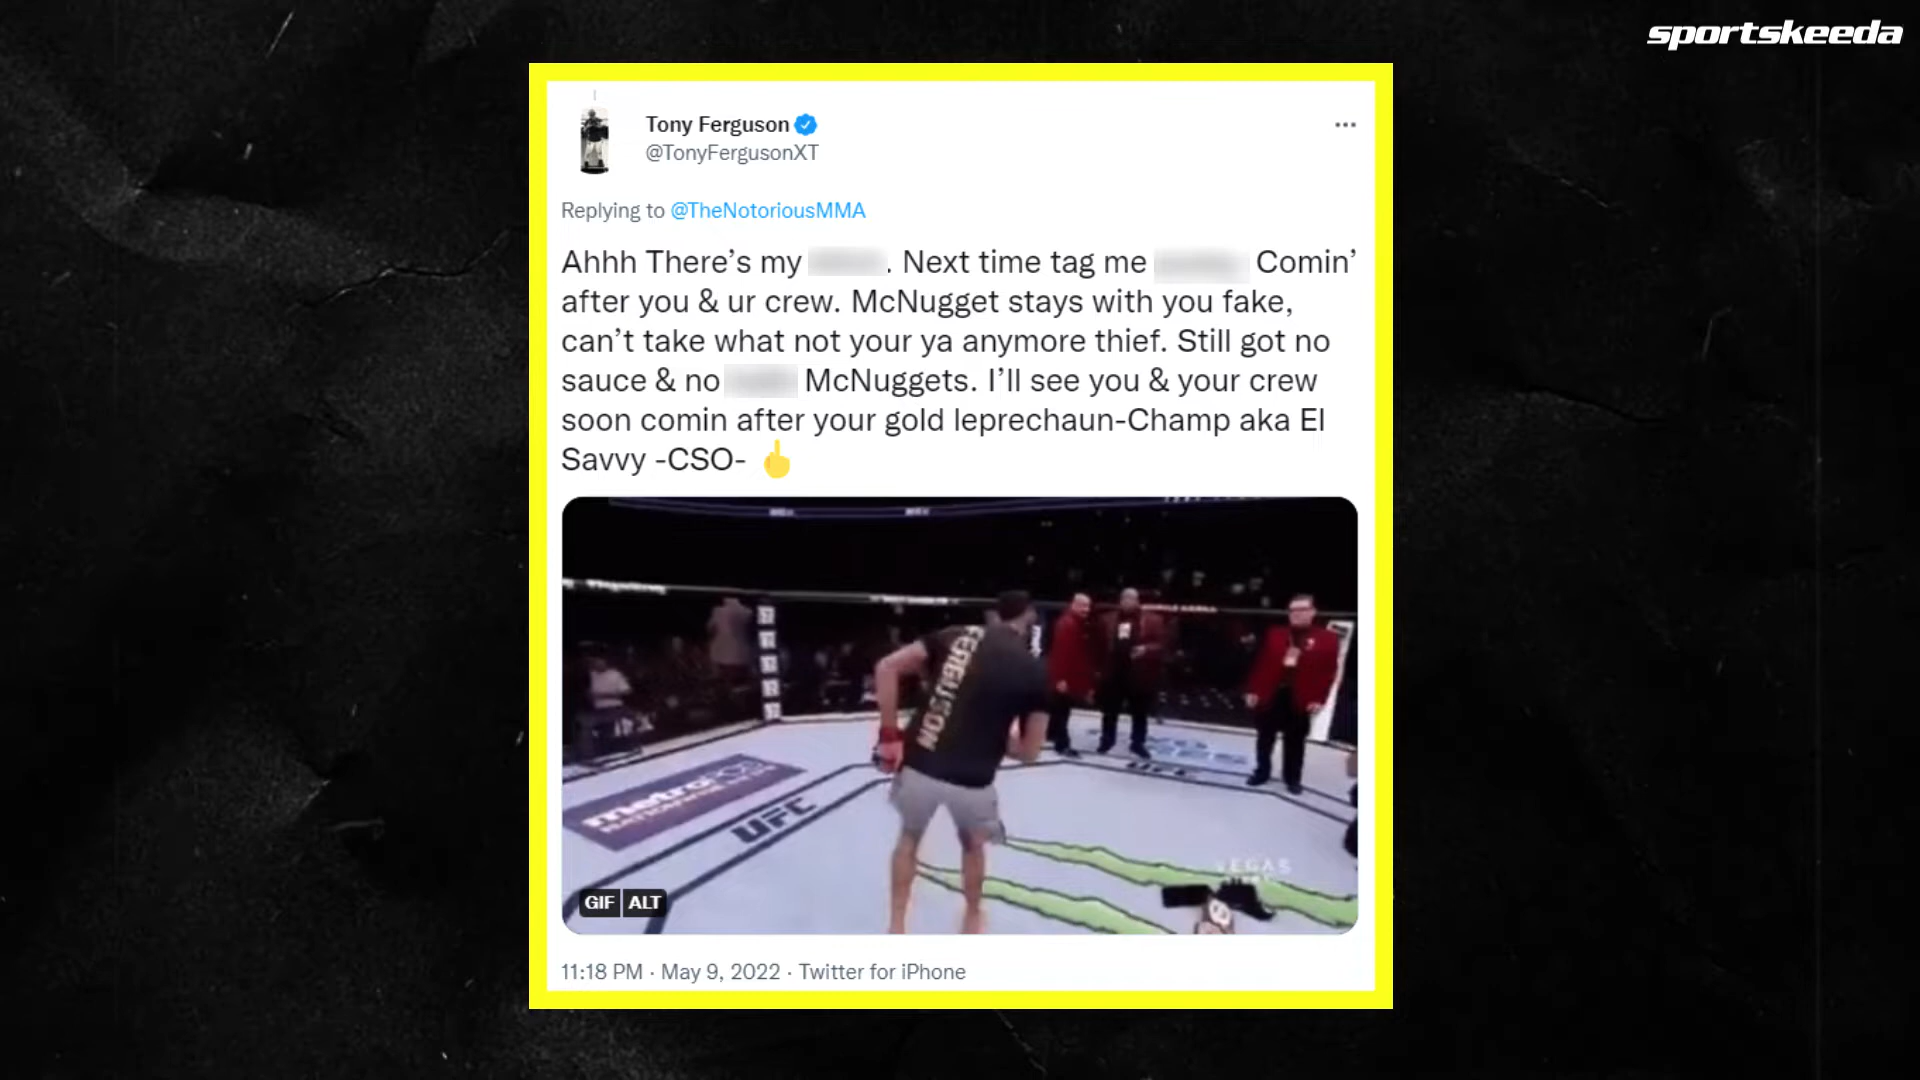 sportskeeda
Tony Ferguson
@TonyFergusonXT
Replying to @TheNotoriousMMA
Ahhh There’s my . Next time tag me Comin’
after you & ur crew. McNugget stays with you fake,
can’t take what not your ya anymore thief. Still got no
sauce & no McNuggets. I’ll see you & your crew
soon comin after your gold leprechaun-Champ aka El
Savvy -CSO- 🖕
FERGUSON
metro
UFC
UFC
VEGAS
GIF ALT
11:18 PM · May 9, 2022 · Twitter for iPhone